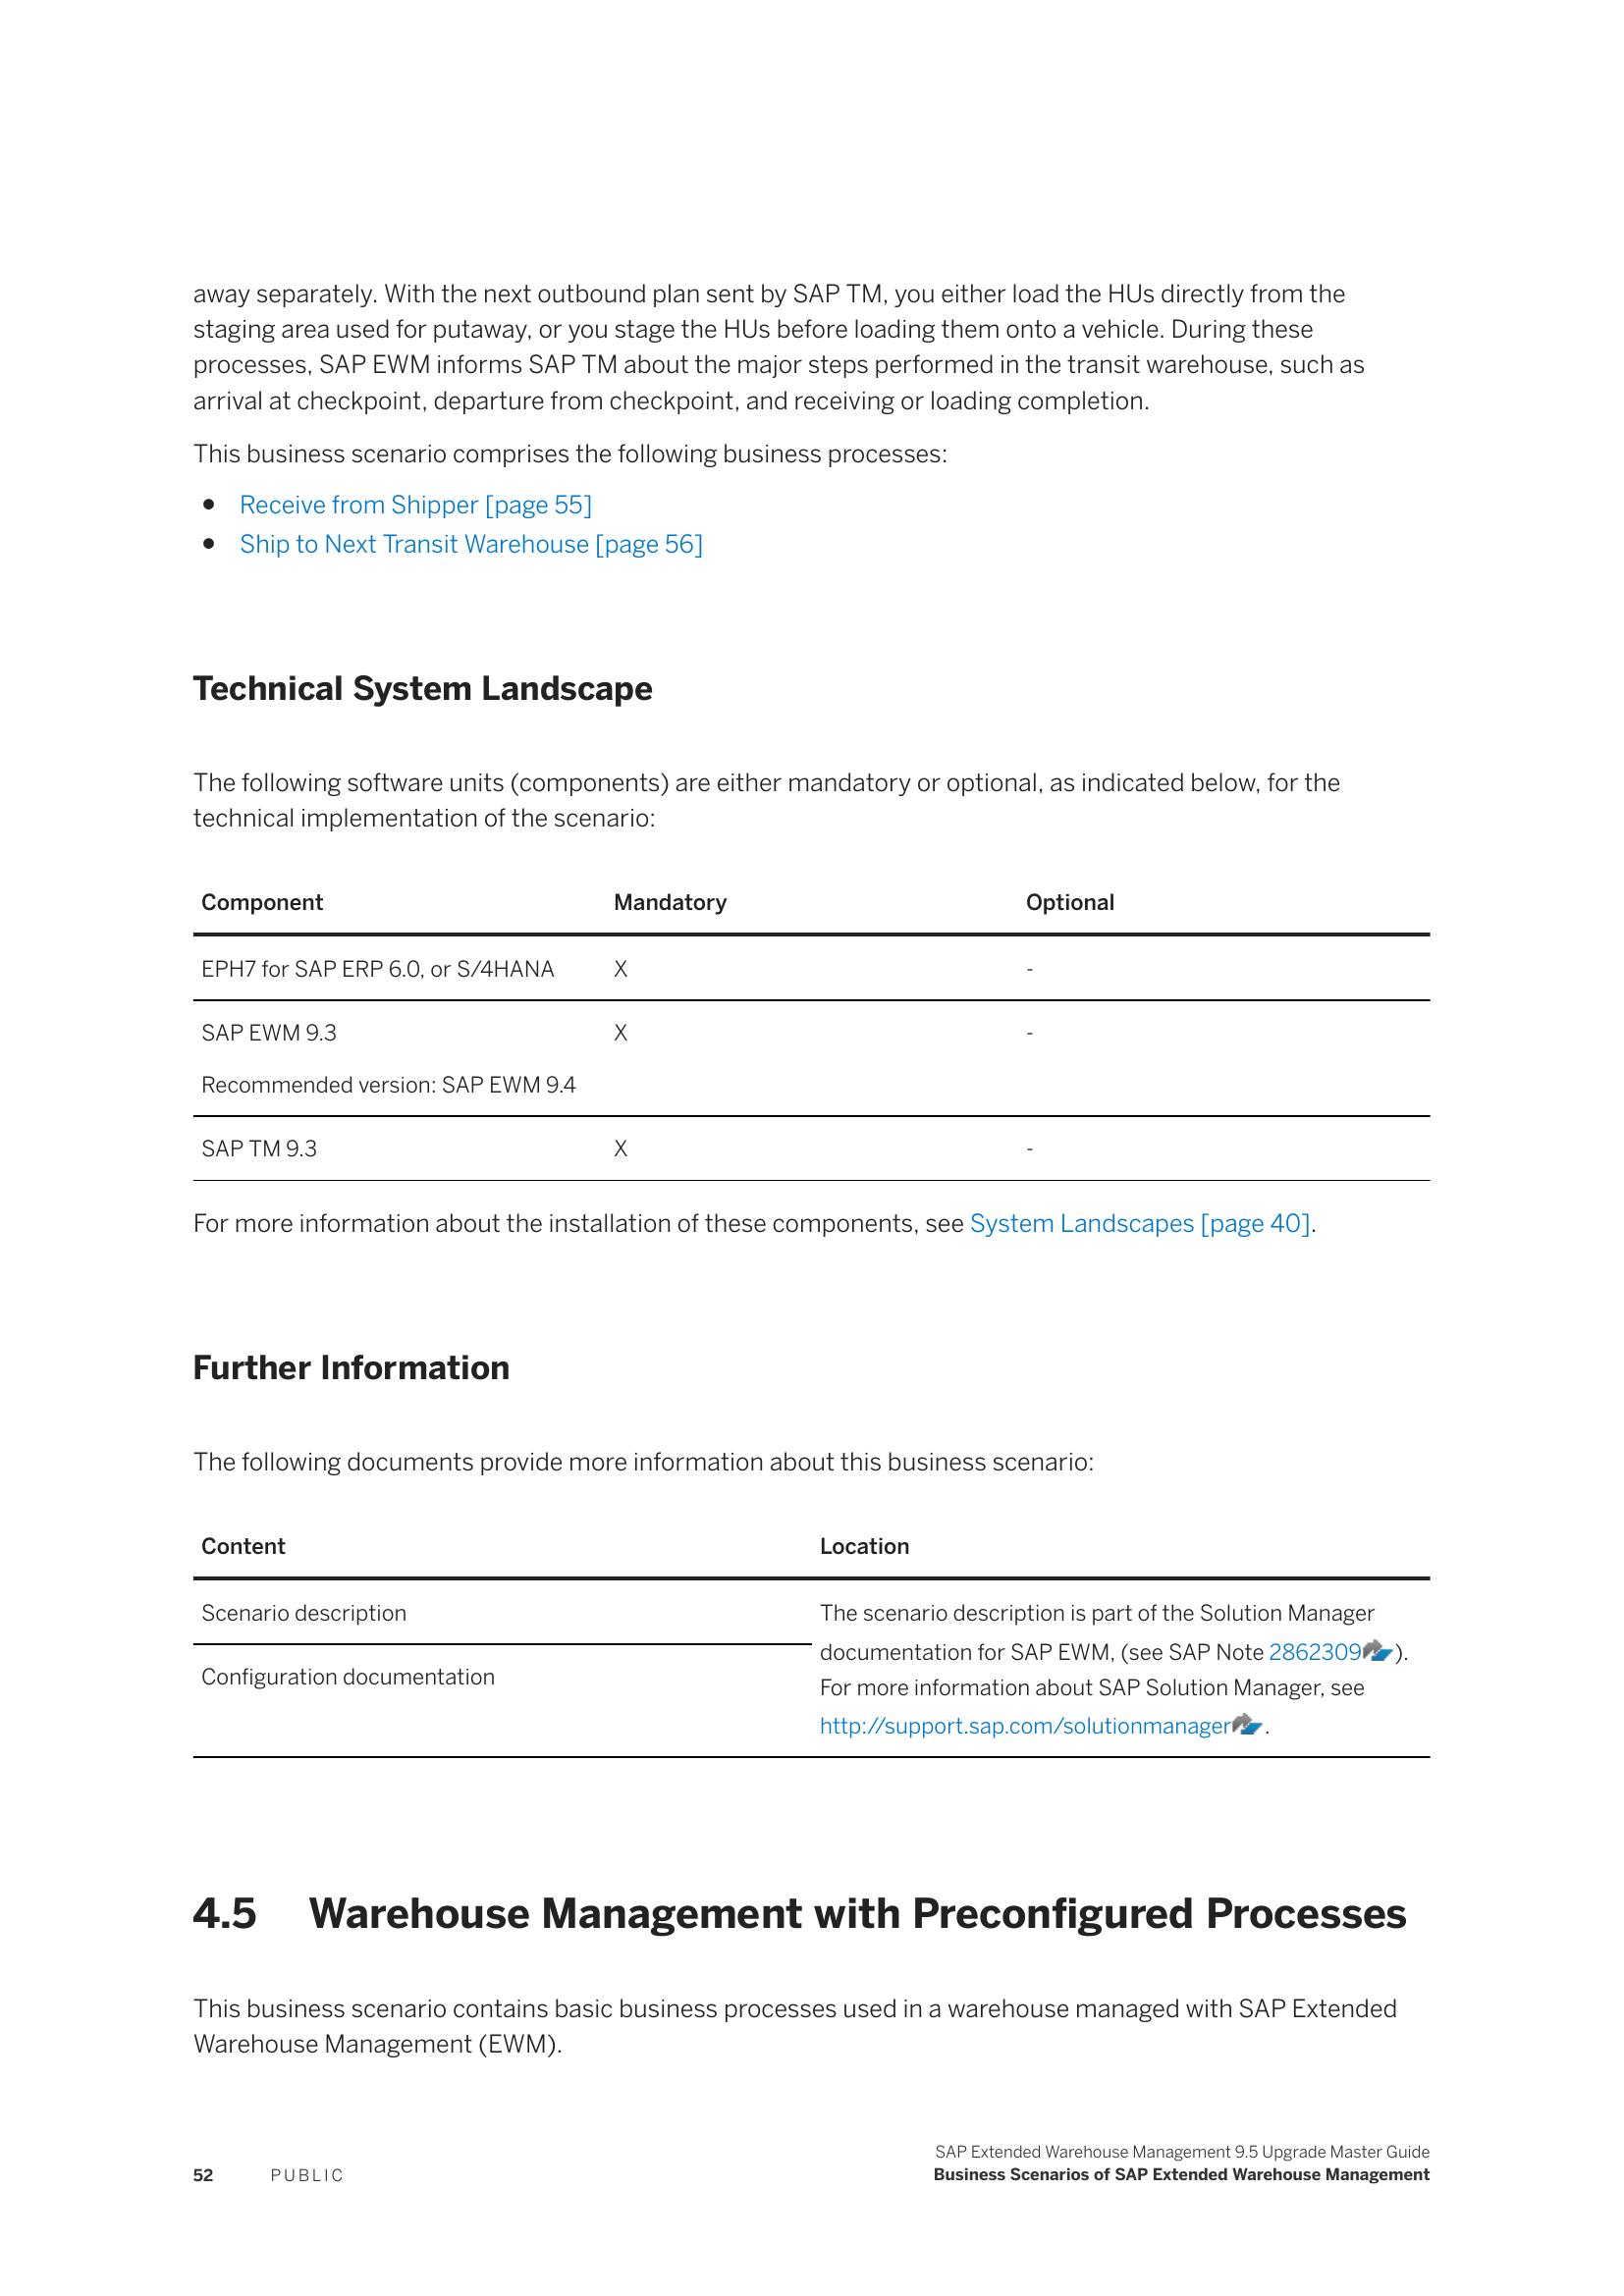 away separately. With the next outbound plan sent by SAP TM, you either load the HUs directly from the
staging area used for putaway, or you stage the HUs before loading them onto a vehicle. During these
processes, SAP EWM informs SAP TM about the major steps performed in the transit warehouse, such as
arrival at checkpoint, departure from checkpoint, and receiving or loading completion.
This business scenario comprises the following business processes:
• Receive from Shipper [page 55]
• Ship to Next Transit Warehouse [page 56]
Technical System Landscape
The following software units (components) are either mandatory or optional, as indicated below, for the
technical implementation of the scenario:
Component Mandatory Optional
EPH7 for SAP ERP 6.0, or S/4HANA X -
SAP EWM 9.3 X -
Recommended version: SAP EWM 9.4
SAP TM 9.3 X -
For more information about the installation of these components, see System Landscapes [page 40].
Further Information
The following documents provide more information about this business scenario:
Content Location
Scenario description
Configuration documentation
The scenario description is part of the Solution Manager
documentation for SAP EWM, (see SAP Note 2862309).
For more information about SAP Solution Manager, see
http://support.sap.com/solutionmanager.
4.5 Warehouse Management with Preconfigured Processes
This business scenario contains basic business processes used in a warehouse managed with SAP Extended
Warehouse Management (EWM).
SAP Extended Warehouse Management 9.5 Upgrade Master Guide
52 PUBLIC Business Scenarios of SAP Extended Warehouse Management